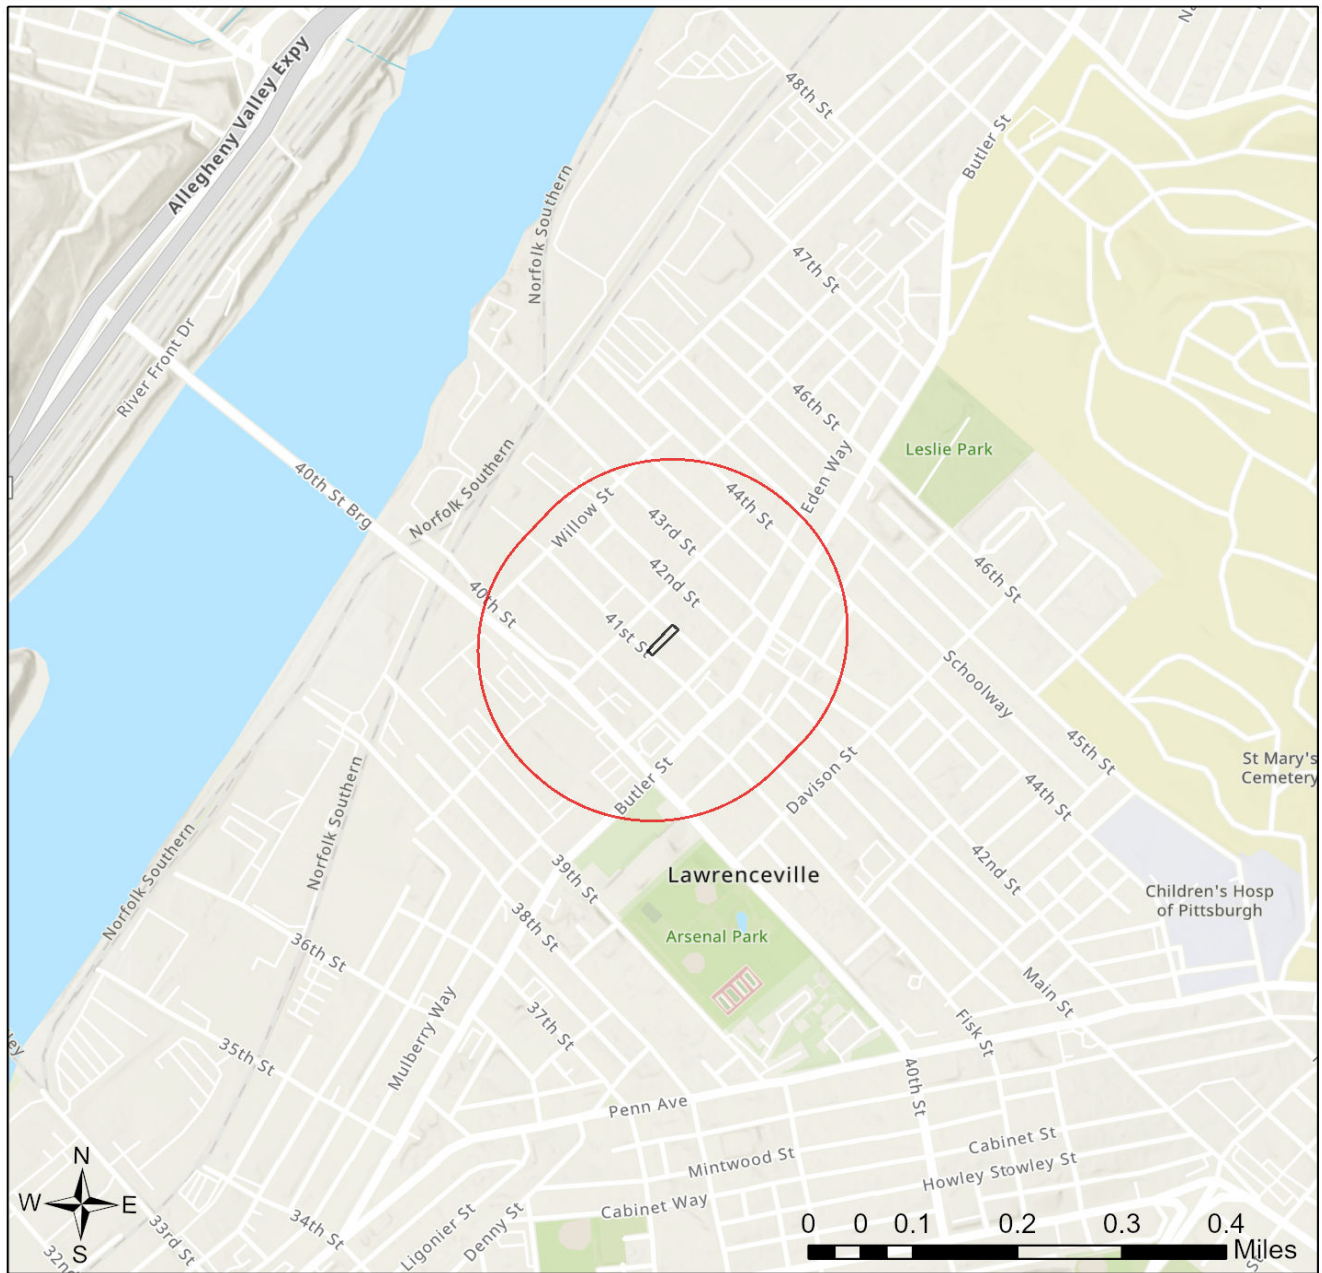 48th St
Allegheny Valley Expy
Butler St
Norfolk Southern
47th St
River Front Dr
46th St
Leslie Park
Eden Way
40th St Brg
Norfolk Southern
Willow St
44th St
43rd St
42nd St
46th St
40th St
41st St
Schoolway
45th St
St Mary's
Cemetery
Butler St
Davison St
44th St
Norfolk Southern
Norfolk Southern
39th St
Lawrenceville
42nd St
Children's Hosp
of Pittsburgh
38th St
Arsenal Park
36th St
Main St
37th St
Fisk St
Mulberry Way
35th St
40th St
Penn Ave
Cabinet St
Mintwood St
Howley Stowley St
Cabinet Way
N
W
E
S
33rd St
34th St
Ligonier St
Denny St
0 0 0.1 0.2 0.3 0.4
Miles